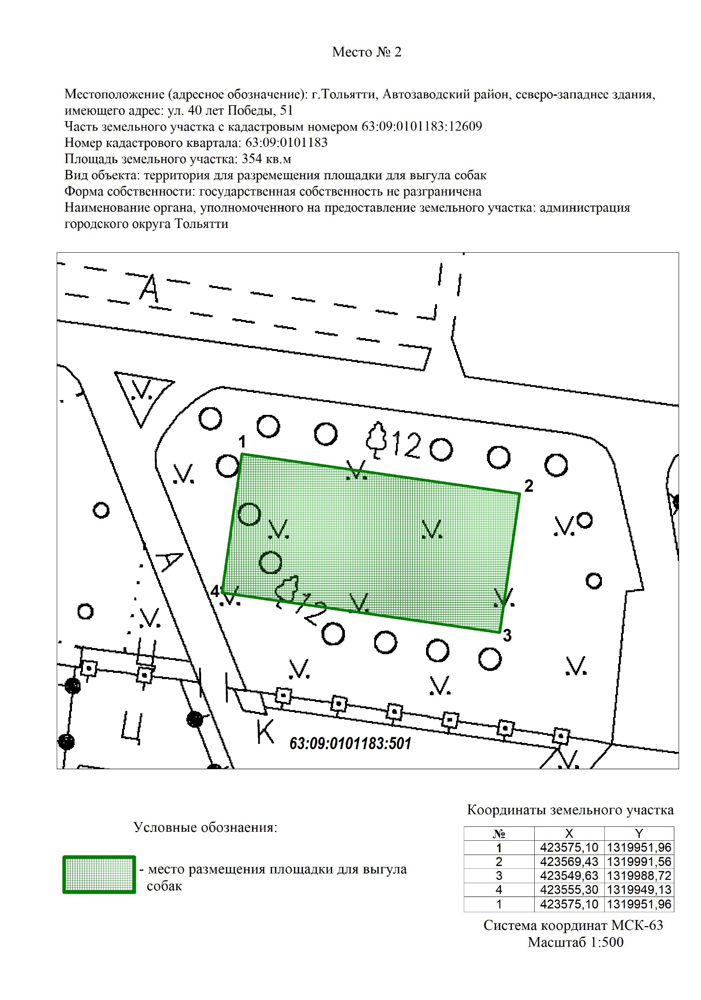 Место № 2
Местоположение (адресное обозначение): г.Тольятти, Автозаводский район, северо-западнее здания,
имеющего адрес: ул. 40 лет Победы, 51
Часть земельного участка с кадастровым номером 63:09:0101183:12609
Номер кадастрового квартала: 63:09:0101183
Площадь земельного участка: 354 кв.м
Вид объекта: территория для разремещения площадки для выгула собак
Форма собственности: государственная собственность не разграничена
Наименование органа, уполномоченного на предоставление земельного участка: администрация
городского округа Тольятти
А
12
1
2
А
4
12
3
К
63:09:0101183:501
Условные обознаения:
- место размещения площадки для выгула
собак
Координаты земельного участка
№ X Y
1 423575,10 1319951,96
2 423569,43 1319991,56
3 423549,63 1319988,72
4 423555,30 1319949,13
1 423575,10 1319951,96
Система координат МСК-63
Масштаб 1:500